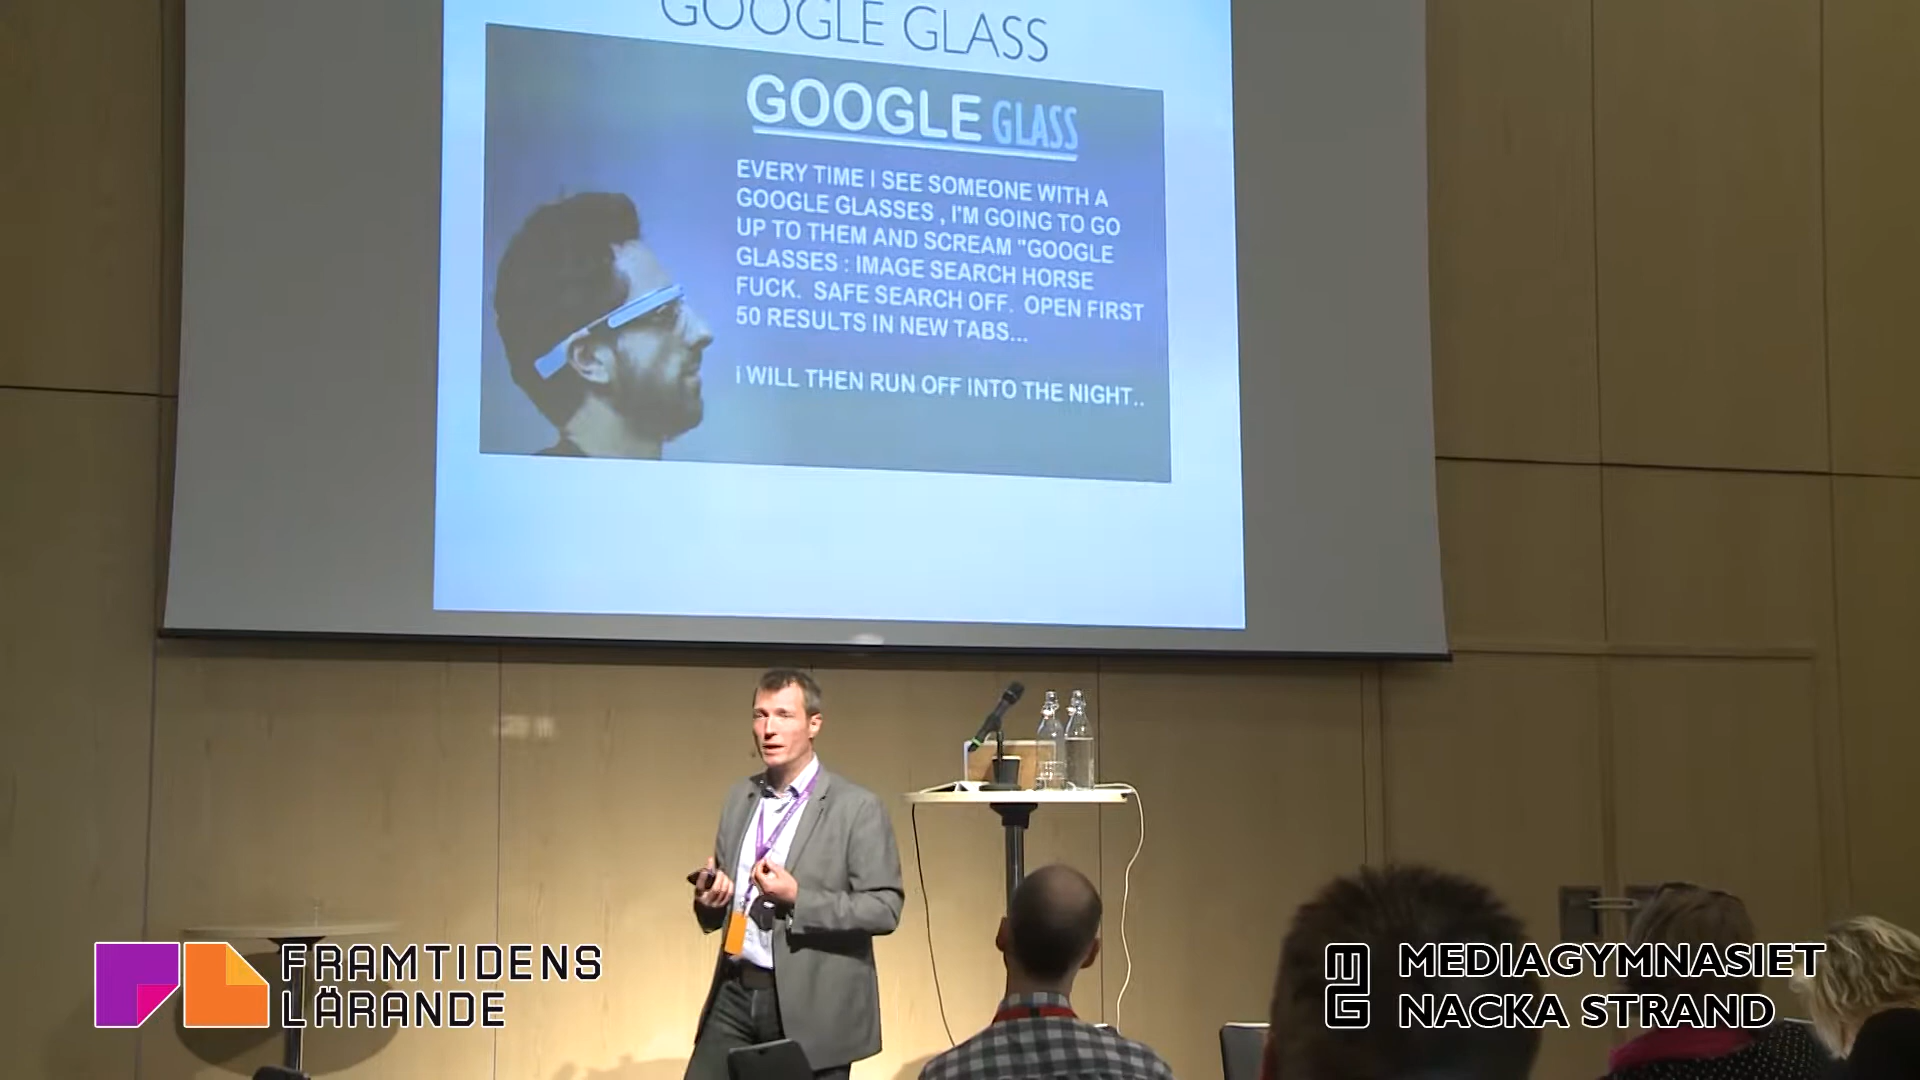 GOOGLE GLASS
GOOGLE GLASS
EVERY TIME I SEE SOMEONE WITH A
GOOGLE GLASSES , I'M GOING TO GO
UP TO THEM AND SCREAM "GOOGLE
GLASSES : IMAGE SEARCH HORSE
FUCK. SAFE SEARCH OFF. OPEN FIRST
50 RESULTS IN NEW TABS...
i WILL THEN RUN OFF INTO THE NIGHT..
FRAMTIDENS
LÄRANDE
MG
MEDIAGYMNASIET
NACKA STRAND